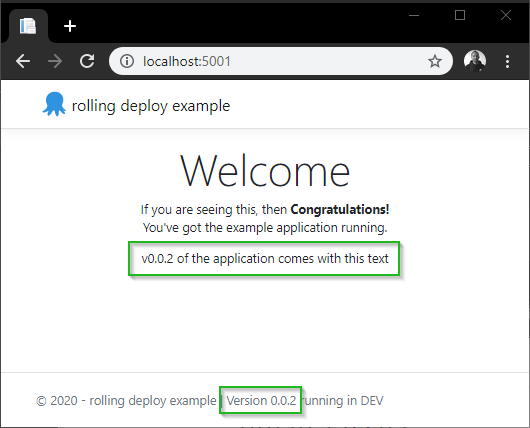 localhost:5001
rolling deploy example
Welcome
If you are seeing this, then Congratulations!
You've got the example application running.
v0.0.2 of the application comes with this text
© 2020 - rolling deploy example | Version 0.0.2 running in DEV